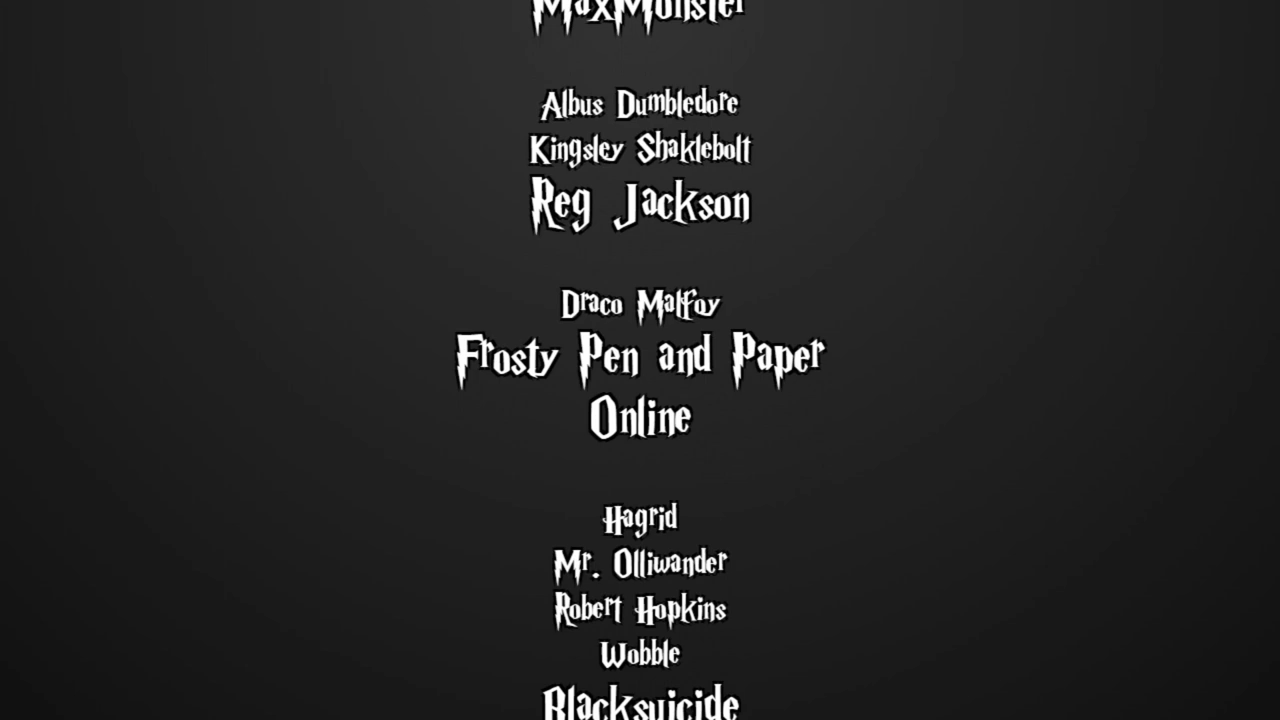 MaxMonster
Albus Dumbledore
Kingsley Shaklebolt
Reg Jackson
Draco Malfoy
Frosty Pen and Paper
Online
Hagrid
Mr. Olliwander
Robert Hopkins
Wobble
Blacksuicide